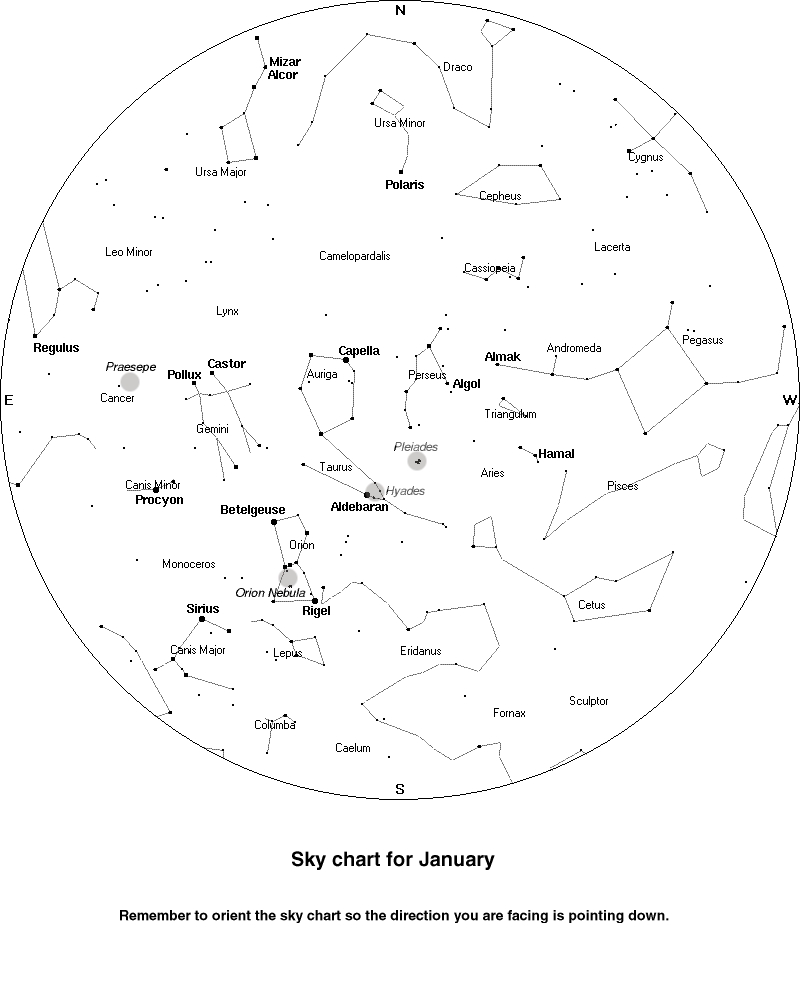 N
Mizar
Alcor
Draco
Ursa Minor
Ursa Major
Polaris
Cygnus
Cepheus
Leo Minor
Camelopardalis
Lacerta
Cassiopeia
Lynx
Regulus
Praesepe
Pollux
Castor
Capella
Auriga
Perseus
Algol
Almak
Andromeda
Pegasus
E
Cancer
W
Gemini
Triangulum
Pleiades
Hamal
Taurus
Aries
Pisces
Canis Minor
Procyon
Hyades
Aldebaran
Betelgeuse
Orion
Monoceros
Orion Nebula
Rigel
Sirius
Cetus
Canis Major
Lepus
Eridanus
Sculptor
Fornax
Columba
Caelum
S
Sky chart for January
Remember to orient the sky chart so the direction you are facing is pointing down.